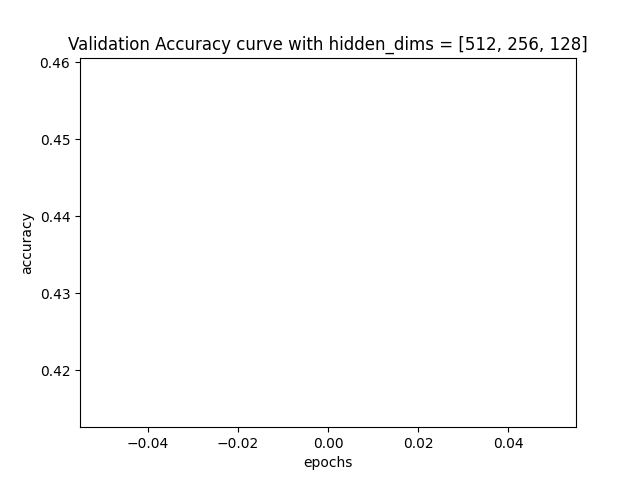 Validation Accuracy curve with hidden_dims = [512, 256, 128]
0.46
0.45
0.44
0.43
0.42
accuracy
−0.04 −0.02 0.00 0.02 0.04
epochs